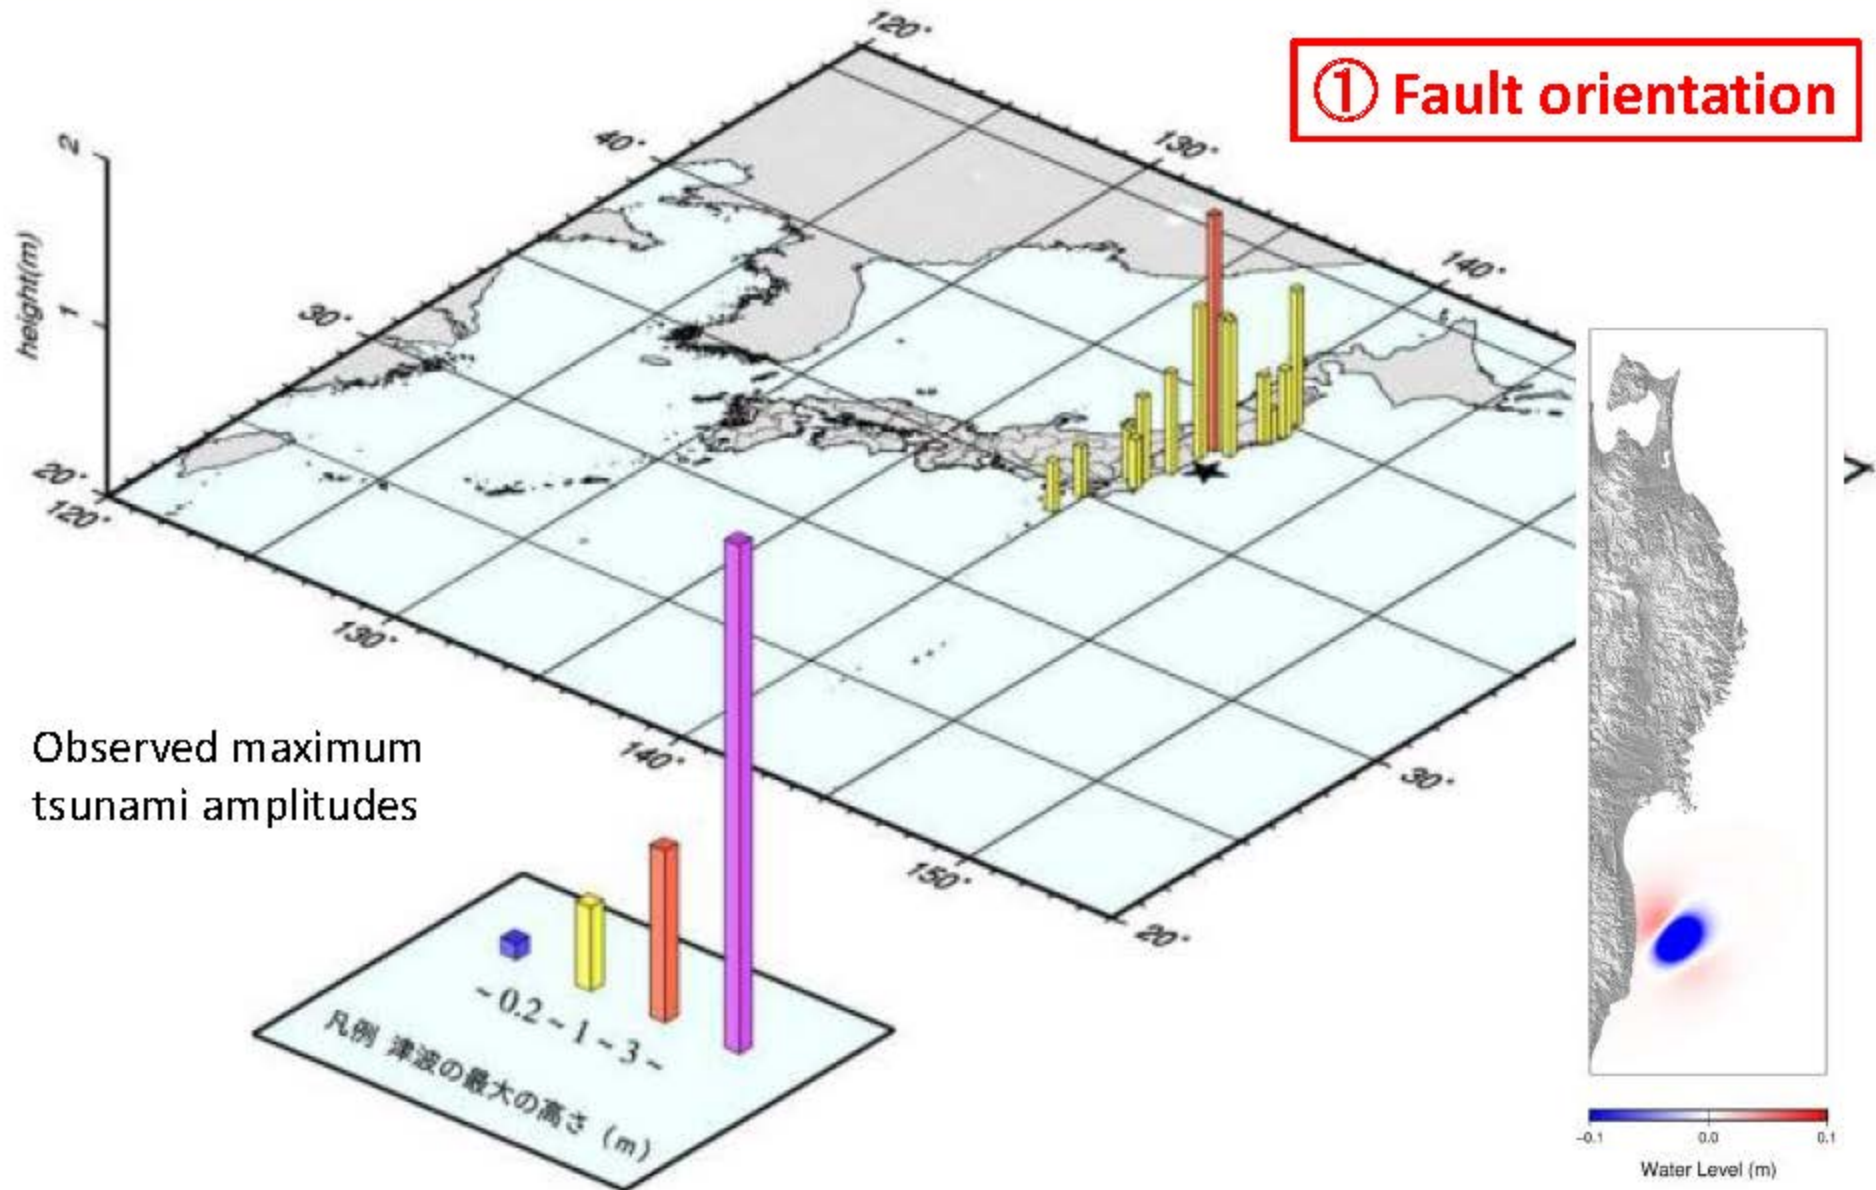 ① Fault orientation
120°
130°
140°
40°
30°
20°
120°
130°
140°
150°
20°
30°
2
1
height(m)
Observed maximum
tsunami amplitudes
~ 0.2 ~ 1 ~ 3 ~
凡例 津波の最大の高さ (m)
-0.1 0.0 0.1
Water Level (m)